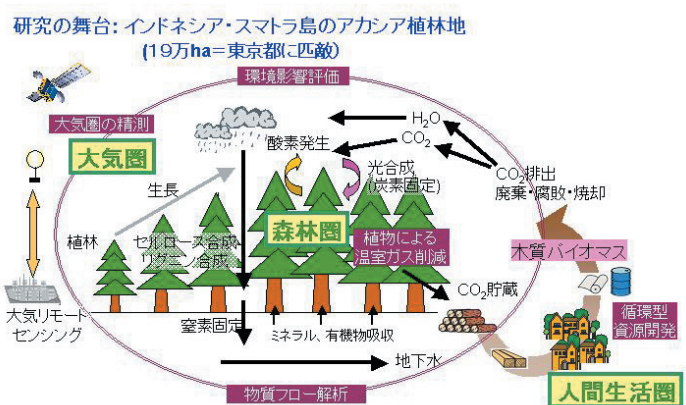 研究の舞台: インドネシア・スマトラ島のアカシア植林地
(19万ha=東京都に匹敵)
環境影響評価
大気圏の精測
大気圏
H₂O
CO₂
酸素発生
光合成
(炭素固定)
CO₂排出
廃棄・腐敗・焼却
生長
植林
セルロース合成
リグニン合成
森林圏
植物による
温室ガス削減
木質バイオマス
大気リモート
センシング
窒素固定
ミネラル、有機物吸収
CO₂貯蔵
循環型
資源開発
地下水
人間生活圏
物質フロー解析